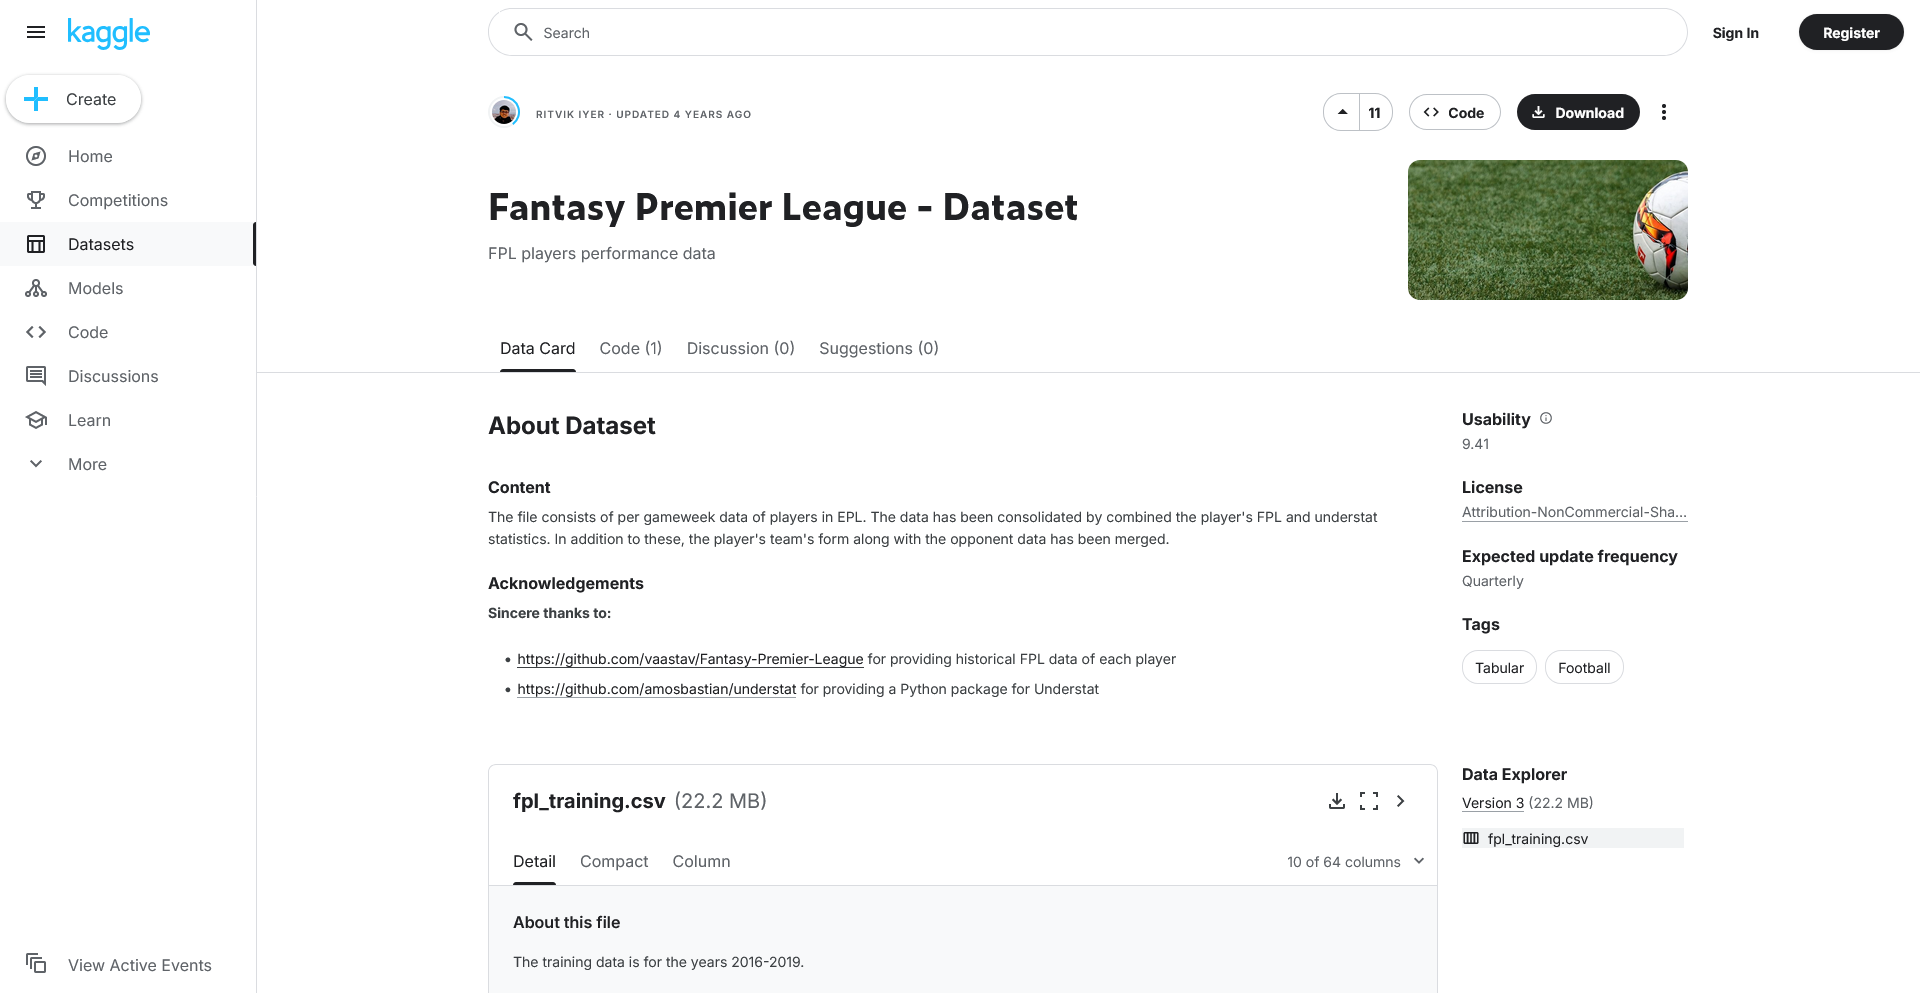 kaggle
Search
Sign In
Register
Create
Home
Competitions
Datasets
Models
Code
Discussions
Learn
More
View Active Events
RITVIK IYER · UPDATED 4 YEARS AGO
11
Code
Download
Fantasy Premier League - Dataset
FPL players performance data
Data Card
Code (1)
Discussion (0)
Suggestions (0)
About Dataset
Content
The file consists of per gameweek data of players in EPL. The data has been consolidated by combined the player's FPL and understat
statistics. In addition to these, the player's team's form along with the opponent data has been merged.
Acknowledgements
Sincere thanks to:
• https://github.com/vaastav/Fantasy-Premier-League for providing historical FPL data of each player
• https://github.com/amosbastian/understat for providing a Python package for Understat
Usability
9.41
License
Attribution-NonCommercial-Sha...
Expected update frequency
Quarterly
Tags
Tabular
Football
fpl_training.csv (22.2 MB)
Detail
Compact
Column
10 of 64 columns
About this file
The training data is for the years 2016-2019.
Data Explorer
Version 3 (22.2 MB)
fpl_training.csv